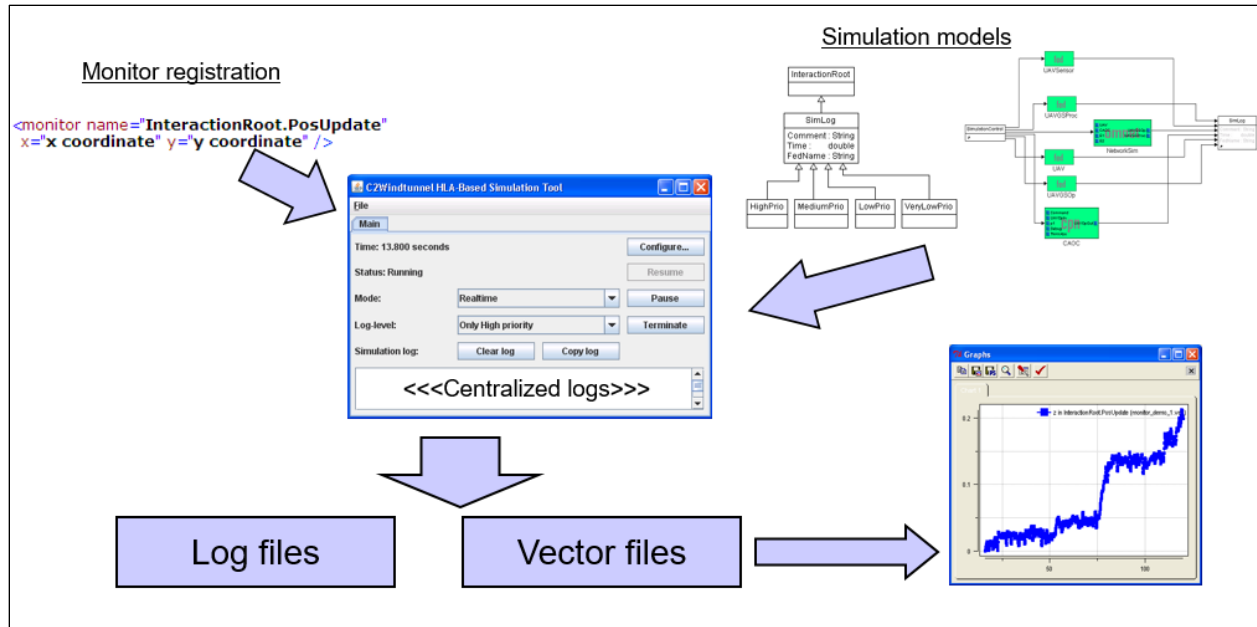 Monitor registration
<monitor name="InteractionRoot.PosUpdate"
x="x coordinate" y="y coordinate" />
Simulation models
InteractionRoot
SimLog
Comment : String
Time : double
FedName : String
HighPrio
MediumPrio
LowPrio
VeryLowPrio
UAVSensor
UAVGSProc
NetworkSim
UAV
UAVGSOp
CAOC
SimulationControl
SimLog
C2Windtunnel HLA-Based Simulation Tool
File
Main
Time: 13.800 seconds
Configure...
Status: Running
Resume
Mode:
Realtime
Pause
Log-level:
Only High priority
Terminate
Simulation log:
Clear log
Copy log
<<<Centralized logs>>>
Log files
Vector files
Graphs
z in InteractionRoot.PosUpdate
0.2
0.1
0
50
100